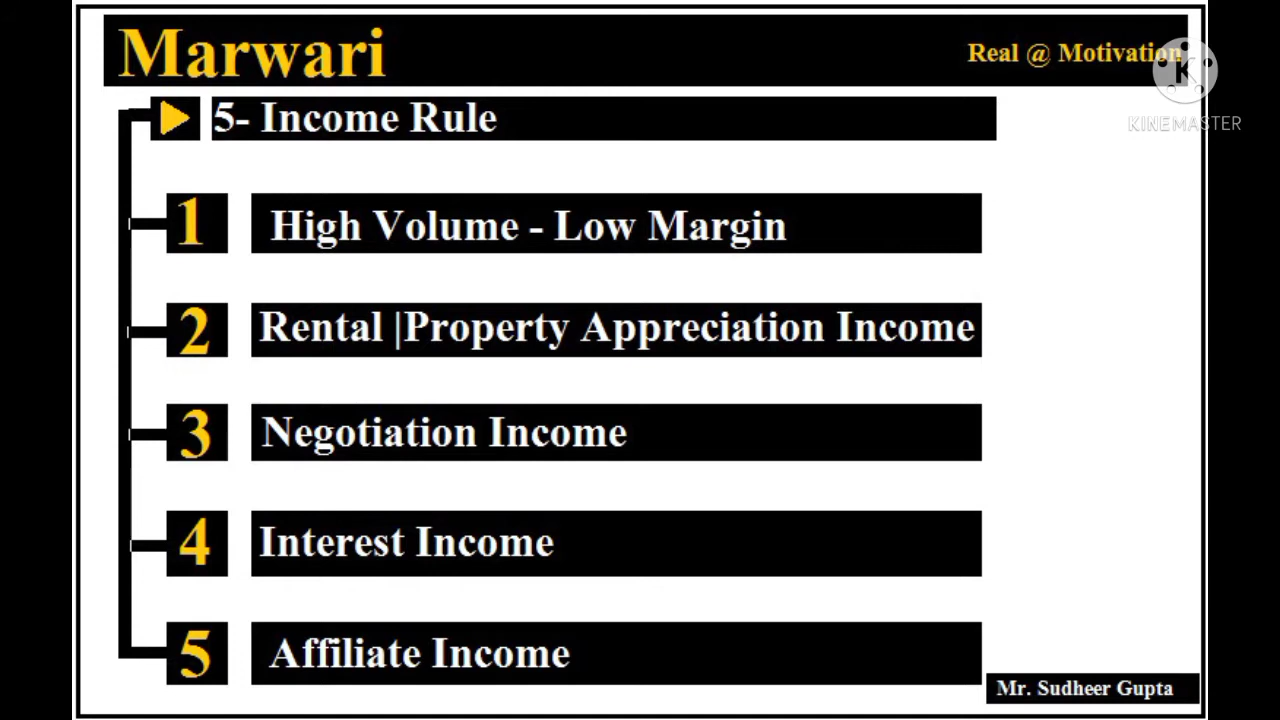 Marwari
Real @ Motivation
K
KINEMASTER
5- Income Rule
1 High Volume - Low Margin
2 Rental |Property Appreciation Income
3 Negotiation Income
4 Interest Income
5 Affiliate Income
Mr. Sudheer Gupta